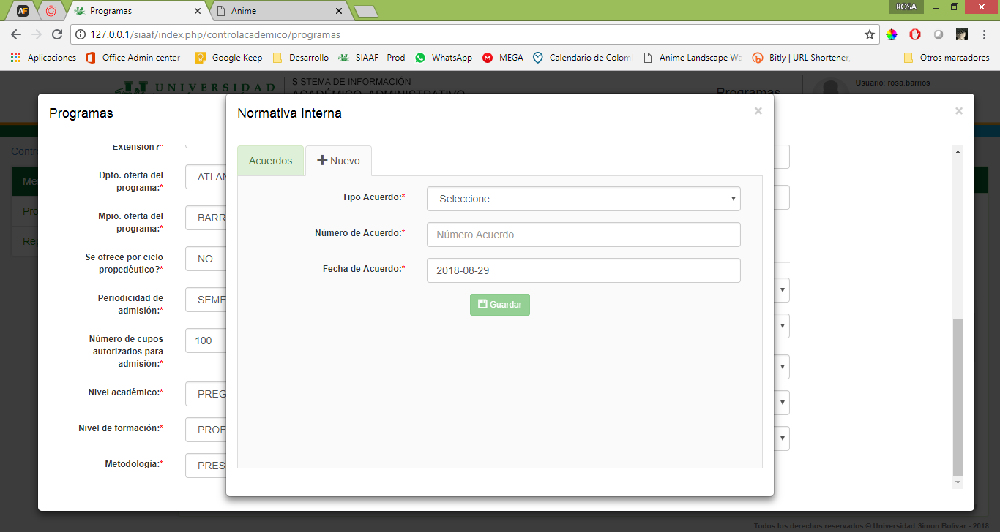 ROSA
AF
Programas
Anime
127.0.0.1/siaaf/index.php/controlacademico/programas
Aplicaciones
Office Admin center -
Google Keep
Desarrollo
SIAAF - Prod
WhatsApp
MEGA
Calendario de Colom
Anime Landscape Wa
Bitly | URL Shortener,
Otros marcadores
UNIVERSIDAD
SISTEMA DE INFORMACIÓN
ACADÉMICO-ADMINISTRATIVO
Programas
Usuario: rosa.barrios
Contr
Me
Pro
Rep
Programas
×
Extensión?*
Dpto. oferta del
programa:*
ATLAN
Mpio. oferta del
programa:*
BARR
Se ofrece por ciclo
propedéutico?*
NO
Periodicidad de
admisión:*
SEME
Número de cupos
autorizados para
admisión:*
100
Nivel académico:*
PREG
Nivel de formación:*
PROF
Metodología:*
PRES
Normativa Interna
×
Acuerdos
Nuevo
Tipo Acuerdo:*
Seleccione
Número de Acuerdo:*
Número Acuerdo
Fecha de Acuerdo:*
2018-08-29
Guardar
Todos los derechos reservados © Universidad Simon Bolivar - 2018